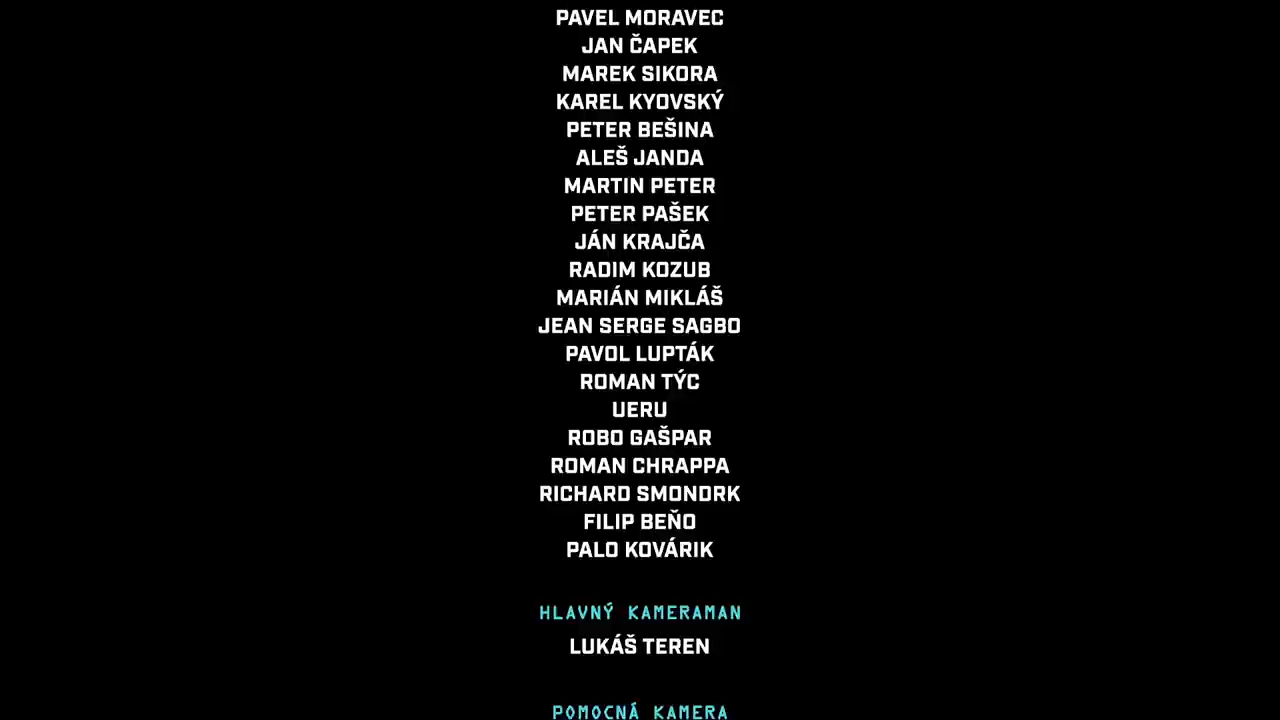 PAVEL MORAVEC
JAN ČAPEK
MAREK SIKORA
KAREL KYOVSKÝ
PETER BEŠINA
ALEŠ JANDA
MARTIN PETER
PETER PAŠEK
JÁN KRAJČA
RADIM KOZUB
MARIÁN MIKLÁŠ
JEAN SERGE SAGBO
PAVOL LUPTÁK
ROMAN TÝC
UERU
ROBO GAŠPAR
ROMAN CHRAPPA
RICHARD SMONDRK
FILIP BEŇO
PALO KOVÁRIK
HLAVNÝ KAMERAMAN
LUKÁŠ TEREN
POMOCNÁ KAMERA